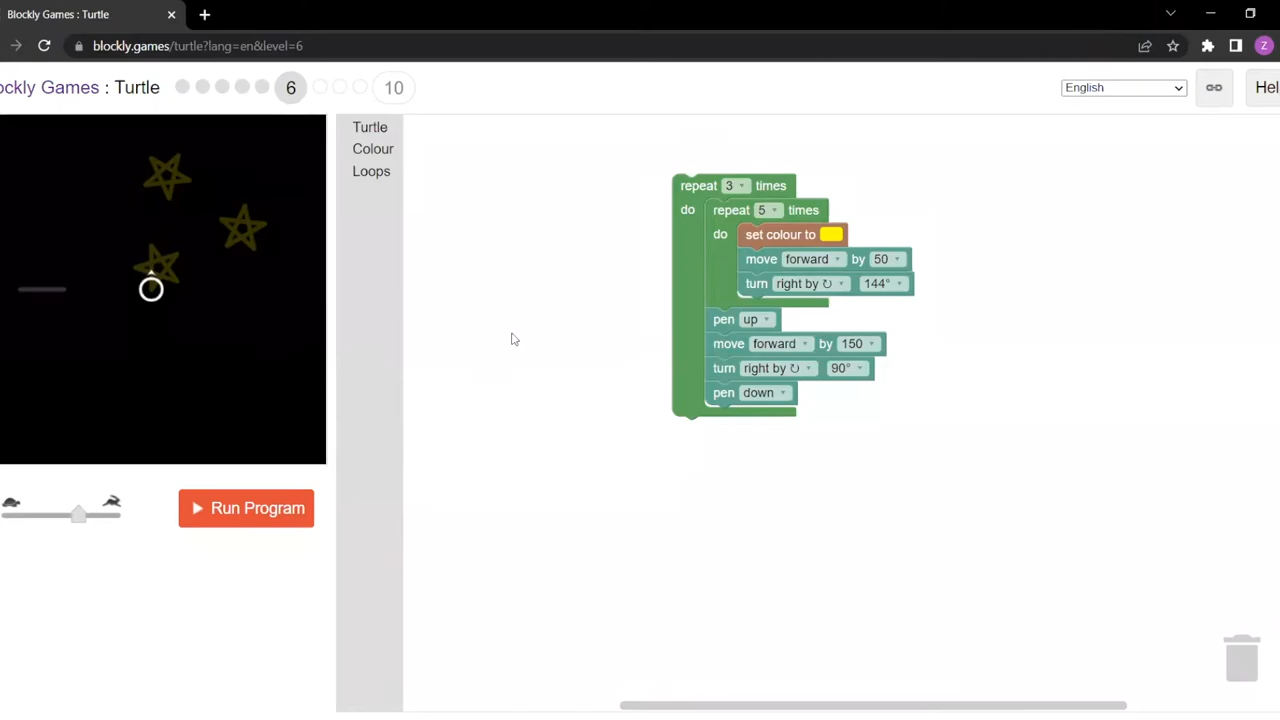 Blockly Games : Turtle
blockly.games/turtle?lang=en&level=6
Z
ockly Games : Turtle
6
10
English
Hel
Turtle
Colour
Loops
repeat 3 times
do repeat 5 times
do set colour to
move forward by 50
turn right by ↻ 144°
pen up
move forward by 150
turn right by ↻ 90°
pen down
Run Program